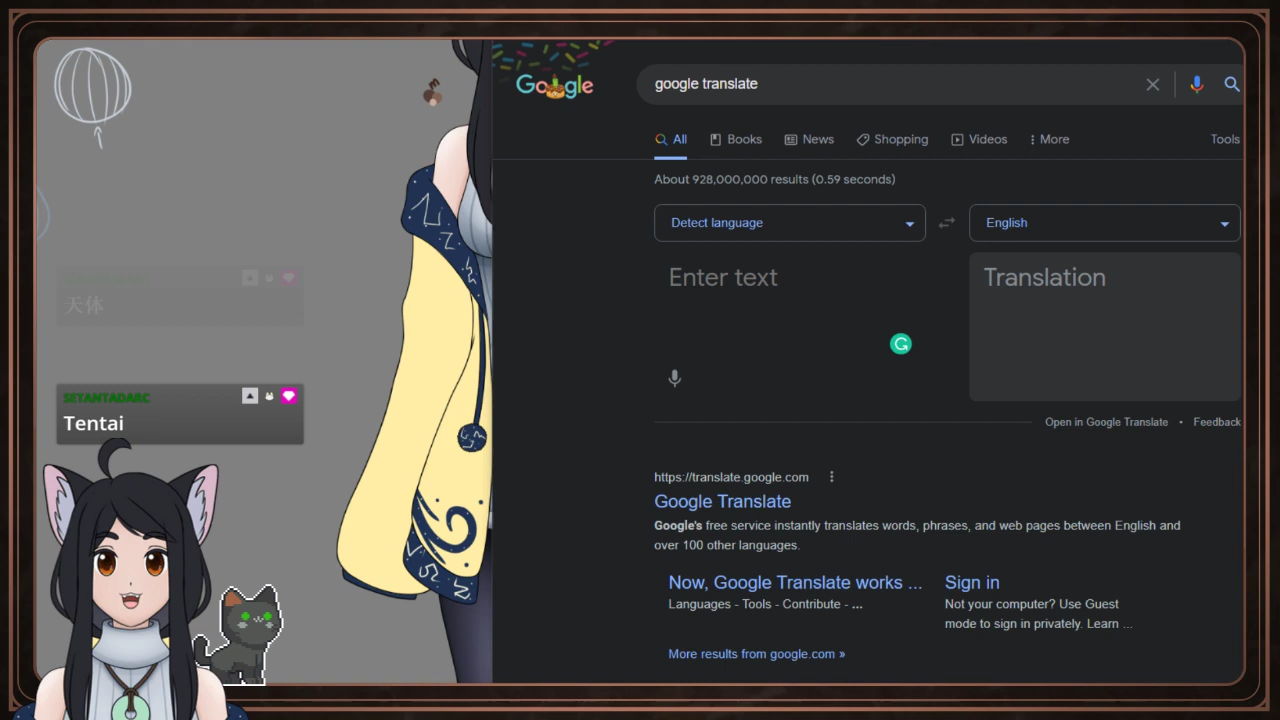 天体
SETANTADARC
Tentai
Google
google translate
All
Books
News
Shopping
Videos
More
Tools
About 928,000,000 results (0.59 seconds)
Detect language
English
Enter text
Translation
Open in Google Translate • Feedback
https://translate.google.com
Google Translate
Google's free service instantly translates words, phrases, and web pages between English and
over 100 other languages.
Now, Google Translate works ...
Languages - Tools - Contribute - ...
Sign in
Not your computer? Use Guest
mode to sign in privately. Learn ...
More results from google.com »